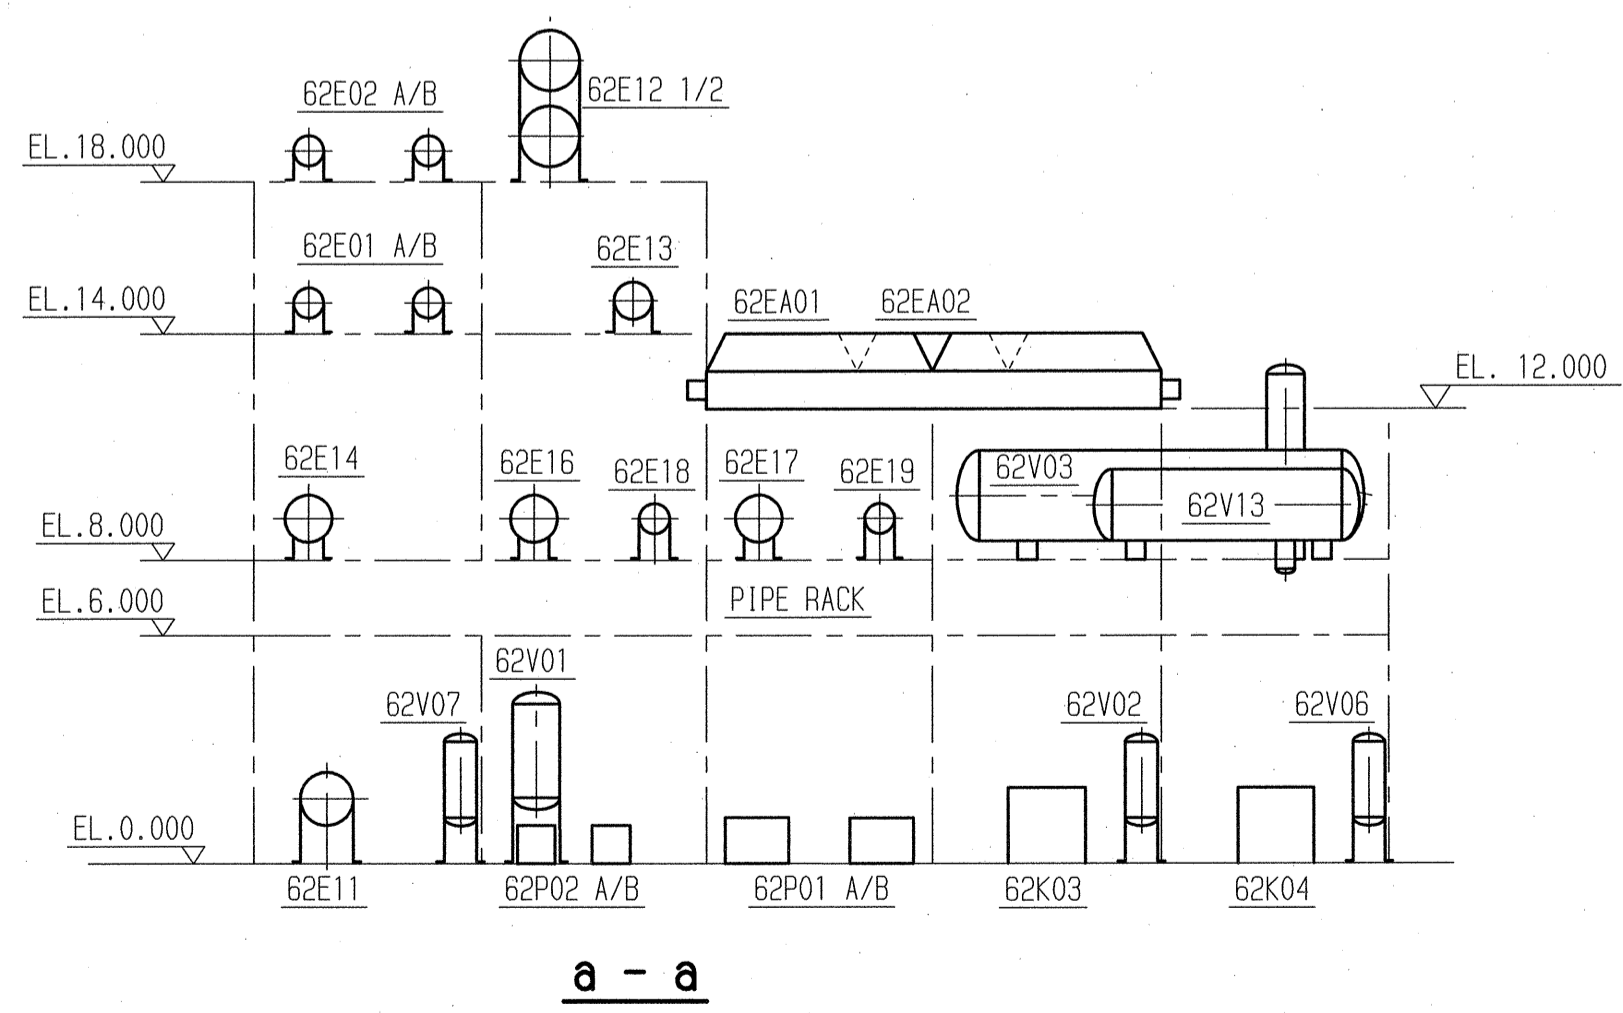 62E02 A/B
62E12 1/2
EL.18.000
62E01 A/B
62E13
EL.14.000
62EA01
62EA02
EL. 12.000
62E14
62E16
62E18
62E17
62E19
62V03
62V13
EL.8.000
PIPE RACK
EL.6.000
62V01
62V07
62V02
62V06
EL.0.000
62E11
62P02 A/B
62P01 A/B
62K03
62K04
a - a